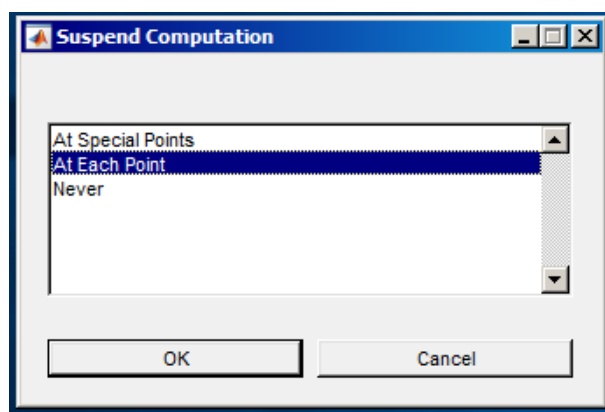 Suspend Computation
At Special Points
At Each Point
Never
OK
Cancel